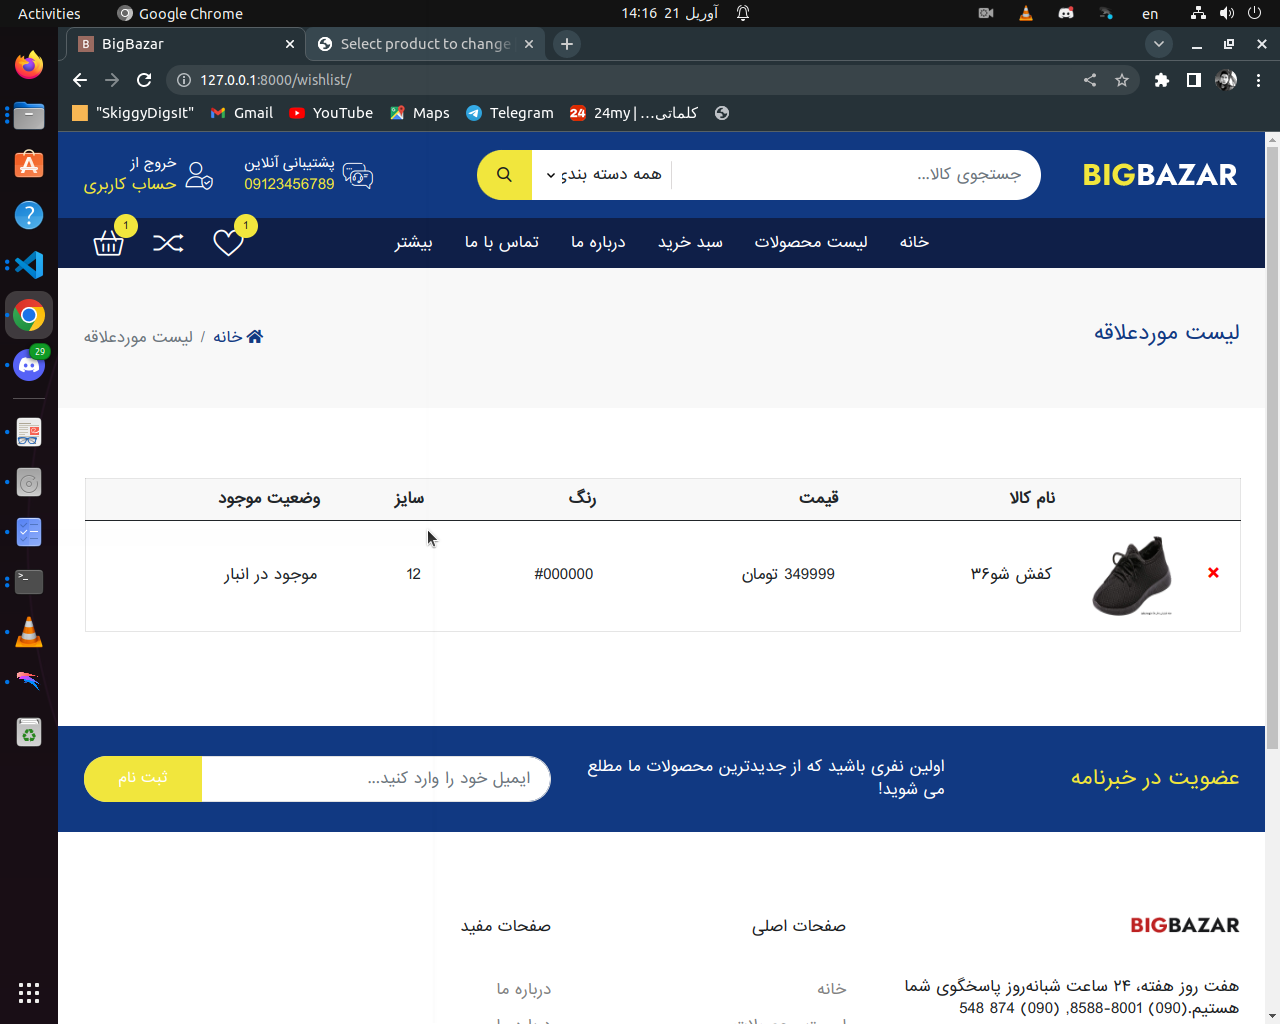 Activities
Google Chrome
14:16 21 آوریل
en
BigBazar
Select product to change
127.0.0.1:8000/wishlist/
"SkiggyDigsIt"
Gmail
YouTube
Maps
Telegram
24my | کلماتی...
29
BIGBAZAR
جستجوی کالا...
همه دسته بندی
پشتیبانی آنلاین
09123456789
خروج از
حساب کاربری
خانه
لیست محصولات
سبد خرید
درباره ما
تماس با ما
بیشتر
1
1
لیست موردعلاقه
خانه / لیست موردعلاقه
نام کالا
قیمت
رنگ
سایز
وضعیت موجود
کفش شو۳۶
349999 تومان
#000000
12
موجود در انبار
عضویت در خبرنامه
اولین نفری باشید که از جدیدترین محصولات ما مطلع
می شوید!
ایمیل خود را وارد کنید...
ثبت نام
BIGBAZAR
هفت روز هفته، ۲۴ ساعت شبانه‌روز پاسخگوی شما
هستیم.(090) 8001-8588, (090) 874 548
صفحات اصلی
خانه
صفحات مفید
درباره ما